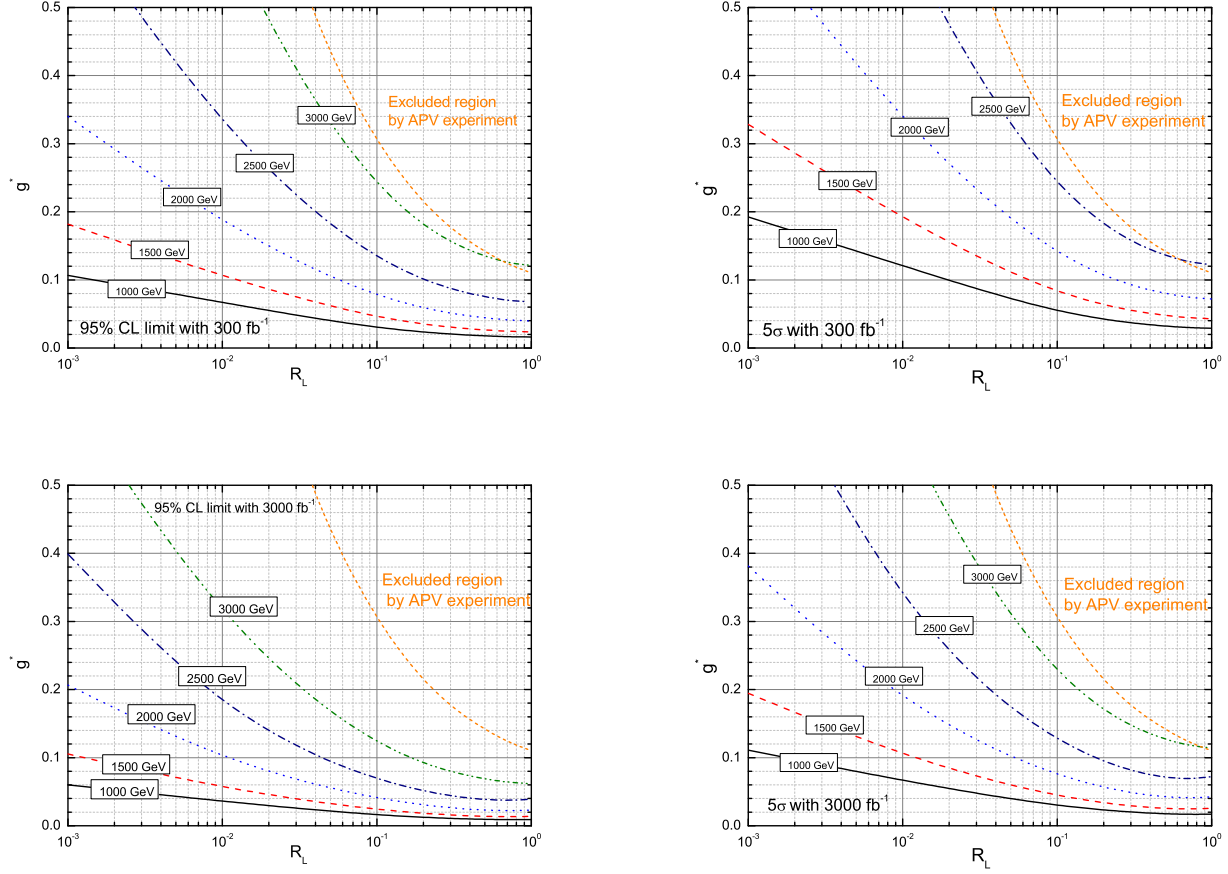 0.5
0.4
0.3
0.2
0.1
0.0
g*
3000 GeV
2500 GeV
2000 GeV
1500 GeV
1000 GeV
Excluded region
by APV experiment
95% CL limit with 300 fb⁻¹
10⁻³ 10⁻² 10⁻¹ 10⁰
R_L
0.5
0.4
0.3
0.2
0.1
0.0
g*
2500 GeV
2000 GeV
1500 GeV
1000 GeV
Excluded region
by APV experiment
5σ with 300 fb⁻¹
10⁻³ 10⁻² 10⁻¹ 10⁰
R_L
0.5
0.4
0.3
0.2
0.1
0.0
g*
95% CL limit with 3000 fb⁻¹
Excluded region
by APV experiment
3000 GeV
2500 GeV
2000 GeV
1500 GeV
1000 GeV
10⁻³ 10⁻² 10⁻¹ 10⁰
R_L
0.5
0.4
0.3
0.2
0.1
0.0
g*
3000 GeV
Excluded region
by APV experiment
2500 GeV
2000 GeV
1500 GeV
1000 GeV
5σ with 3000 fb⁻¹
10⁻³ 10⁻² 10⁻¹ 10⁰
R_L